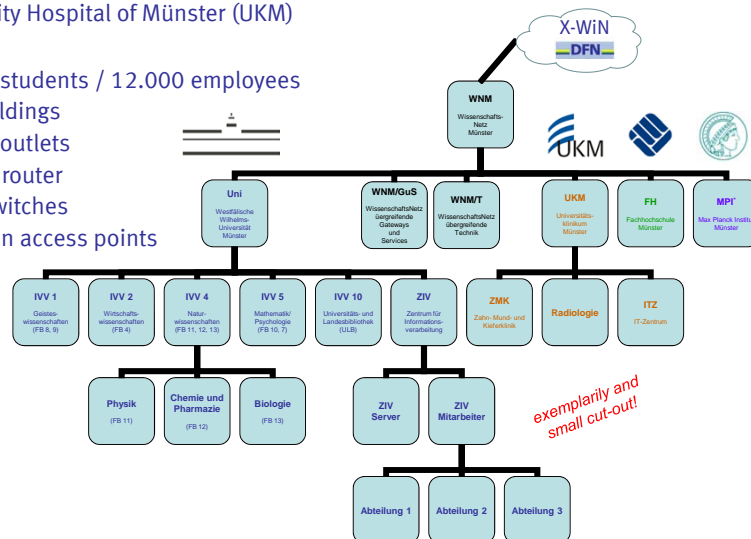 ity Hospital of Münster (UKM)
students / 12.000 employees
ldings
outlets
router
witches
n access points
X-WiN
DFN
WNM
Wissenschafts-
Netz
Münster
UKM
Uni
Westfälische
Wilhelms-
Universität
Münster
WNM/GuS
WissenschaftsNetz
üergreifende
Gateways
und
Services
WNM/T
WissenschaftsNetz
übergreifende
Technik
UKM
Universitäts-
klinikum
Münster
FH
Fachhochschule
Münster
MPI*
Max Planck Institu
Münster
IVV 1
Geistes-
wissenschaften
(FB 8, 9)
IVV 2
Wirtschafts-
wissenschaften
(FB 4)
IVV 4
Natur-
wissenschaften
(FB 11, 12, 13)
IVV 5
Mathematik/
Psychologie
(FB 10, 7)
IVV 10
Universitäts- und
Landesbibliothek
(ULB)
ZIV
Zentrum für
Informations-
verarbeitung
ZMK
Zahn- Mund- und
Kieferklinik
Radiologie
ITZ
IT-Zentrum
Physik
(FB 11)
Chemie und
Pharmazie
(FB 12)
Biologie
(FB 13)
ZIV
Server
ZIV
Mitarbeiter
exemplarily and
small cut-out!
Abteilung 1
Abteilung 2
Abteilung 3